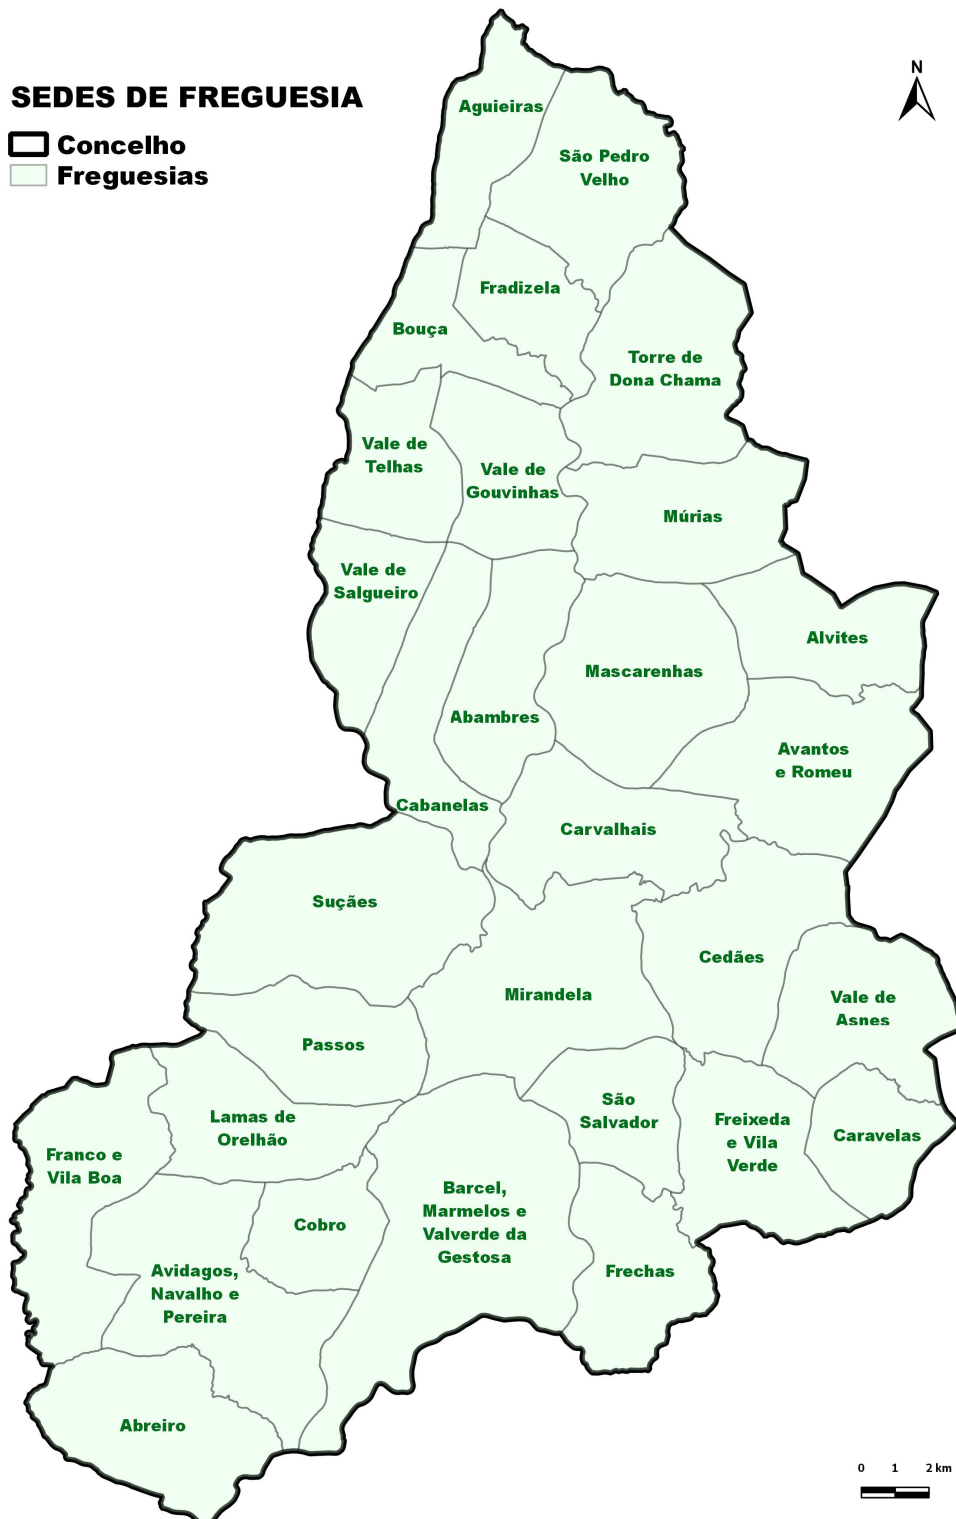 SEDES DE FREGUESIA
Concelho
Freguesias
N
Aguieiras
São Pedro
Velho
Fradizela
Bouça
Torre de
Dona Chama
Vale de
Telhas
Vale de
Gouvinhas
Múrias
Vale de
Salgueiro
Alvites
Mascarenhas
Abambres
Avantos
e Romeu
Cabanelas
Carvalhais
Suçães
Cedães
Mirandela
Vale de
Asnes
Passos
São
Salvador
Lamas de
Orelhão
Freixeda
e Vila
Verde
Caravelas
Franco e
Vila Boa
Barcel,
Marmelos e
Valverde da
Gestosa
Cobro
Frechas
Avidagos,
Navalho e
Pereira
Abreiro
0 1 2 km